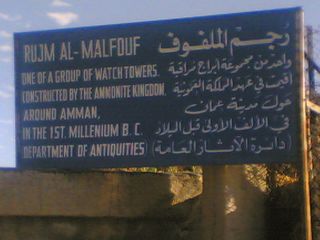 RUJM AL-MALFOUF
ONE OF A GROUP OF WATCH TOWERS.
CONSTRUCTED BY THE AMMONITE KINGDOM.
AROUND AMMAN,
IN THE 1ST. MILLENIUM B.C.
DEPARTMENT OF ANTIQUITIES
رجم الملفوف
واحد من مجموعة ابراج مراقبة
اقيمت في عهد المملكة العمونية
حول مدينة عمان
في الألف الأولى قبل الميلاد
(دائرة الآثار العامة)